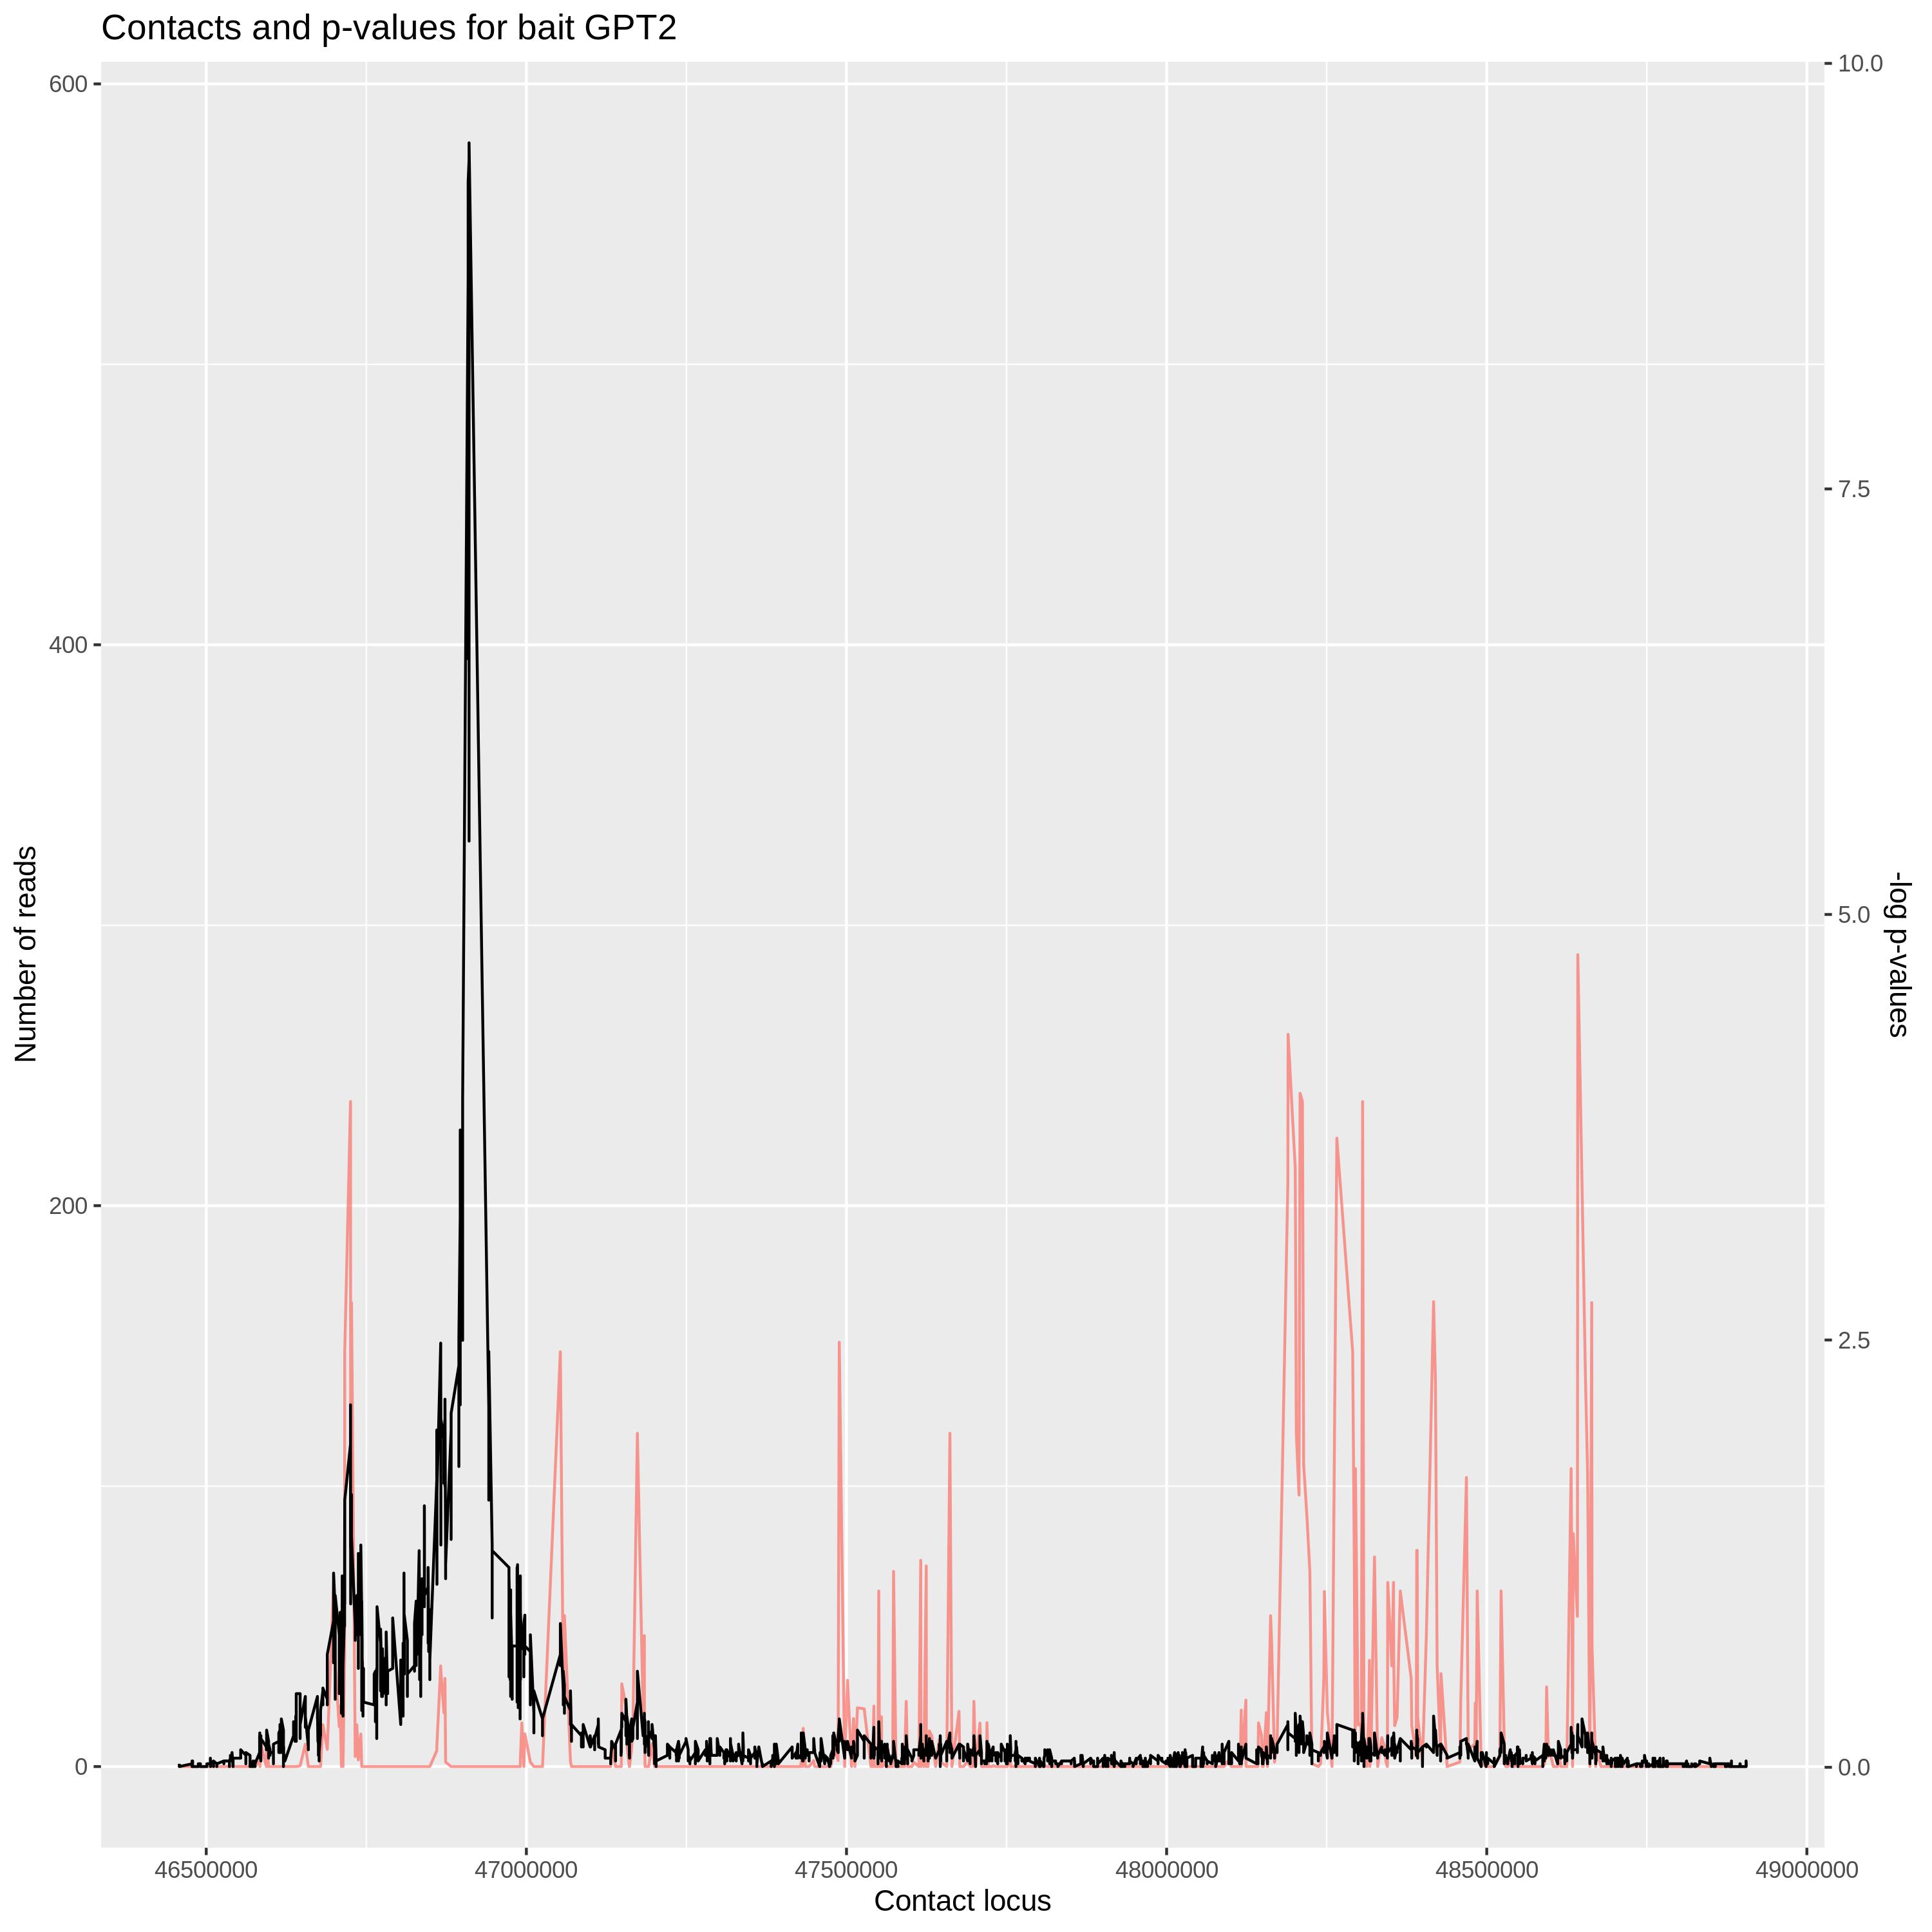 Contacts and p-values for bait GPT2
600
400
200
0
Number of reads
10.0
7.5
5.0
2.5
0.0
-log p-values
46500000 47000000 47500000 48000000 48500000 49000000
Contact locus